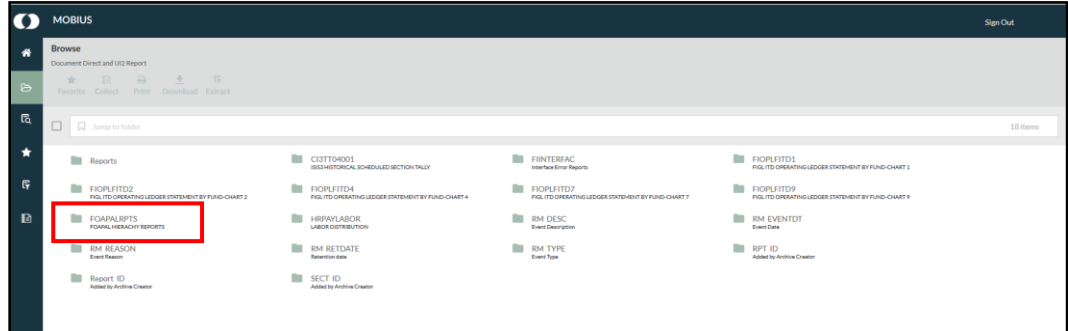 MOBIUS
Sign Out
Browse
Document Direct and UI2 Report
Favorite Collect Print Download Extract
Jump to folder
18 items
Reports
CI3TT04001
ISIS3 HISTORICAL SCHEDULED SECTION TALLY
FIINTERFAC
Interface Error Reports
FIOPLFITD1
FIGL ITD OPERATING LEDGER STATEMENT BY FUND-CHART 1
FIOPLFITD2
FIGL ITD OPERATING LEDGER STATEMENT BY FUND-CHART 2
FIOPLFITD4
FIGL ITD OPERATING LEDGER STATEMENT BY FUND-CHART 4
FIOPLFITD7
FIGL ITD OPERATING LEDGER STATEMENT BY FUND-CHART 7
FIOPLFITD9
FIGL ITD OPERATING LEDGER STATEMENT BY FUND-CHART 9
FOAPALRPTS
FOAPAL HIERACHY REPORTS
HRPAYLABOR
LABOR DISTRIBUTION
RM DESC
Event Description
RM EVENTDT
Event Date
RM REASON
Event Reason
RM RETDATE
Retention date
RM TYPE
Event Type
RPT ID
Added by Archive Creator
Report ID
Added by Archive Creator
SECT ID
Added by Archive Creator